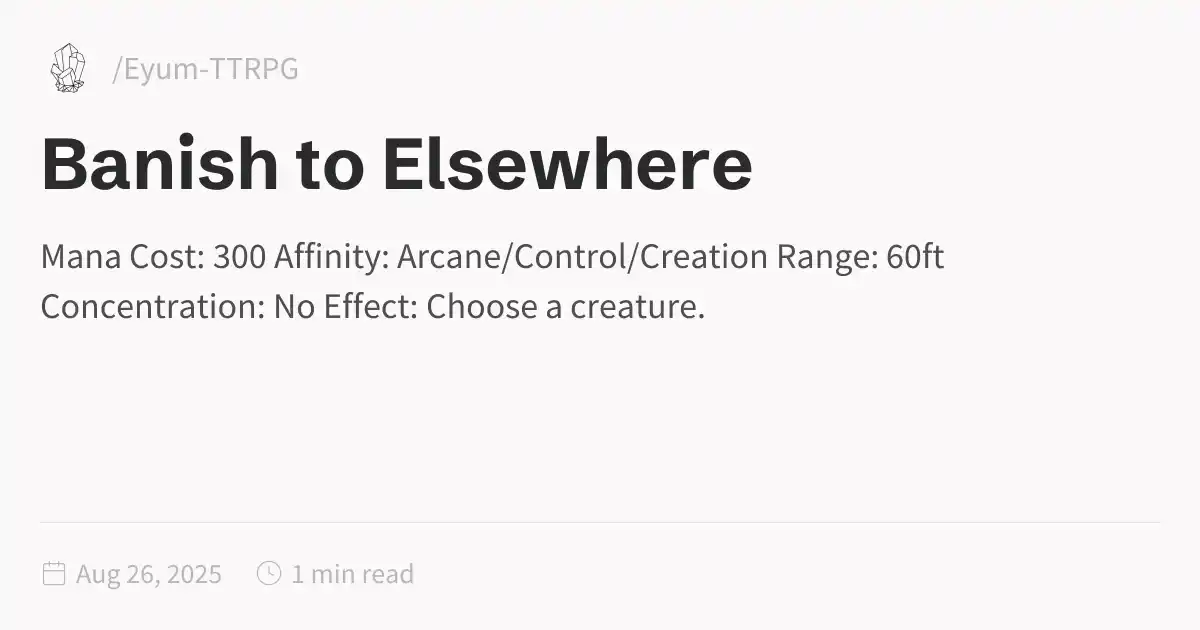 /Eyum-TTRPG
Banish to Elsewhere
Mana Cost: 300 Affinity: Arcane/Control/Creation Range: 60ft
Concentration: No Effect: Choose a creature.
Aug 26, 2025 1 min read